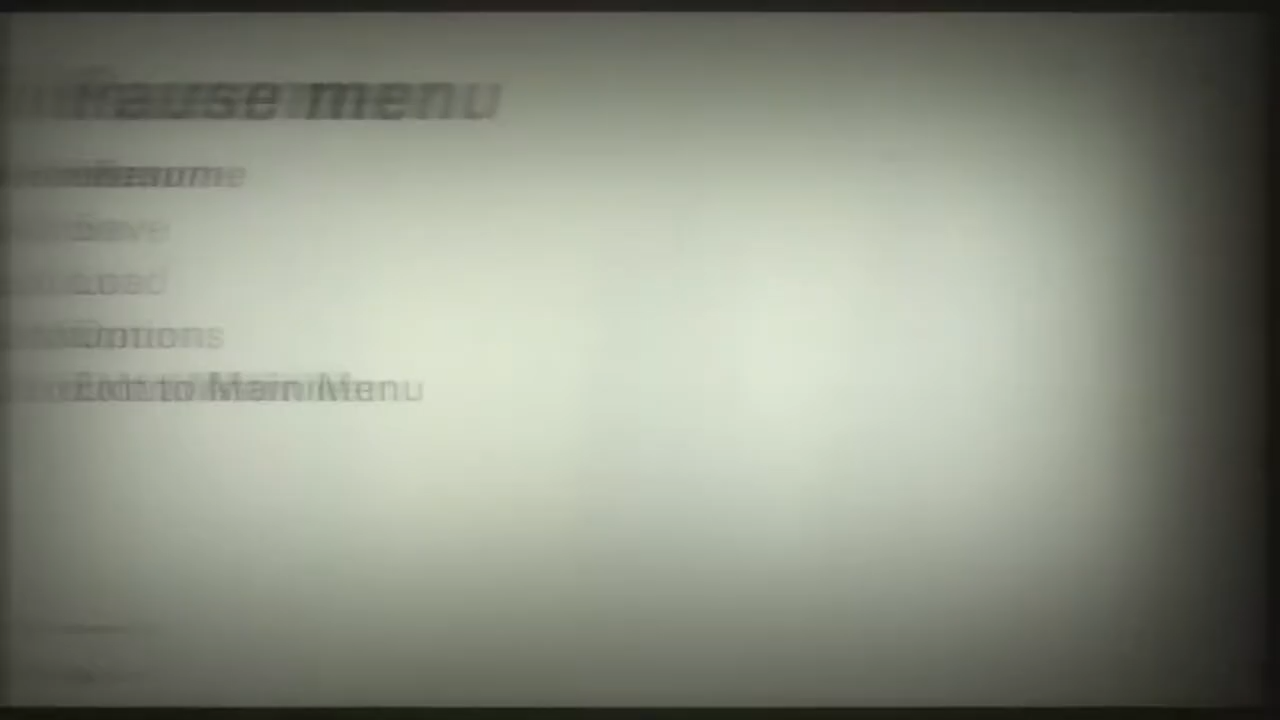 Pause menu
Resume
Save
Load
Options
Exit to Main Menu